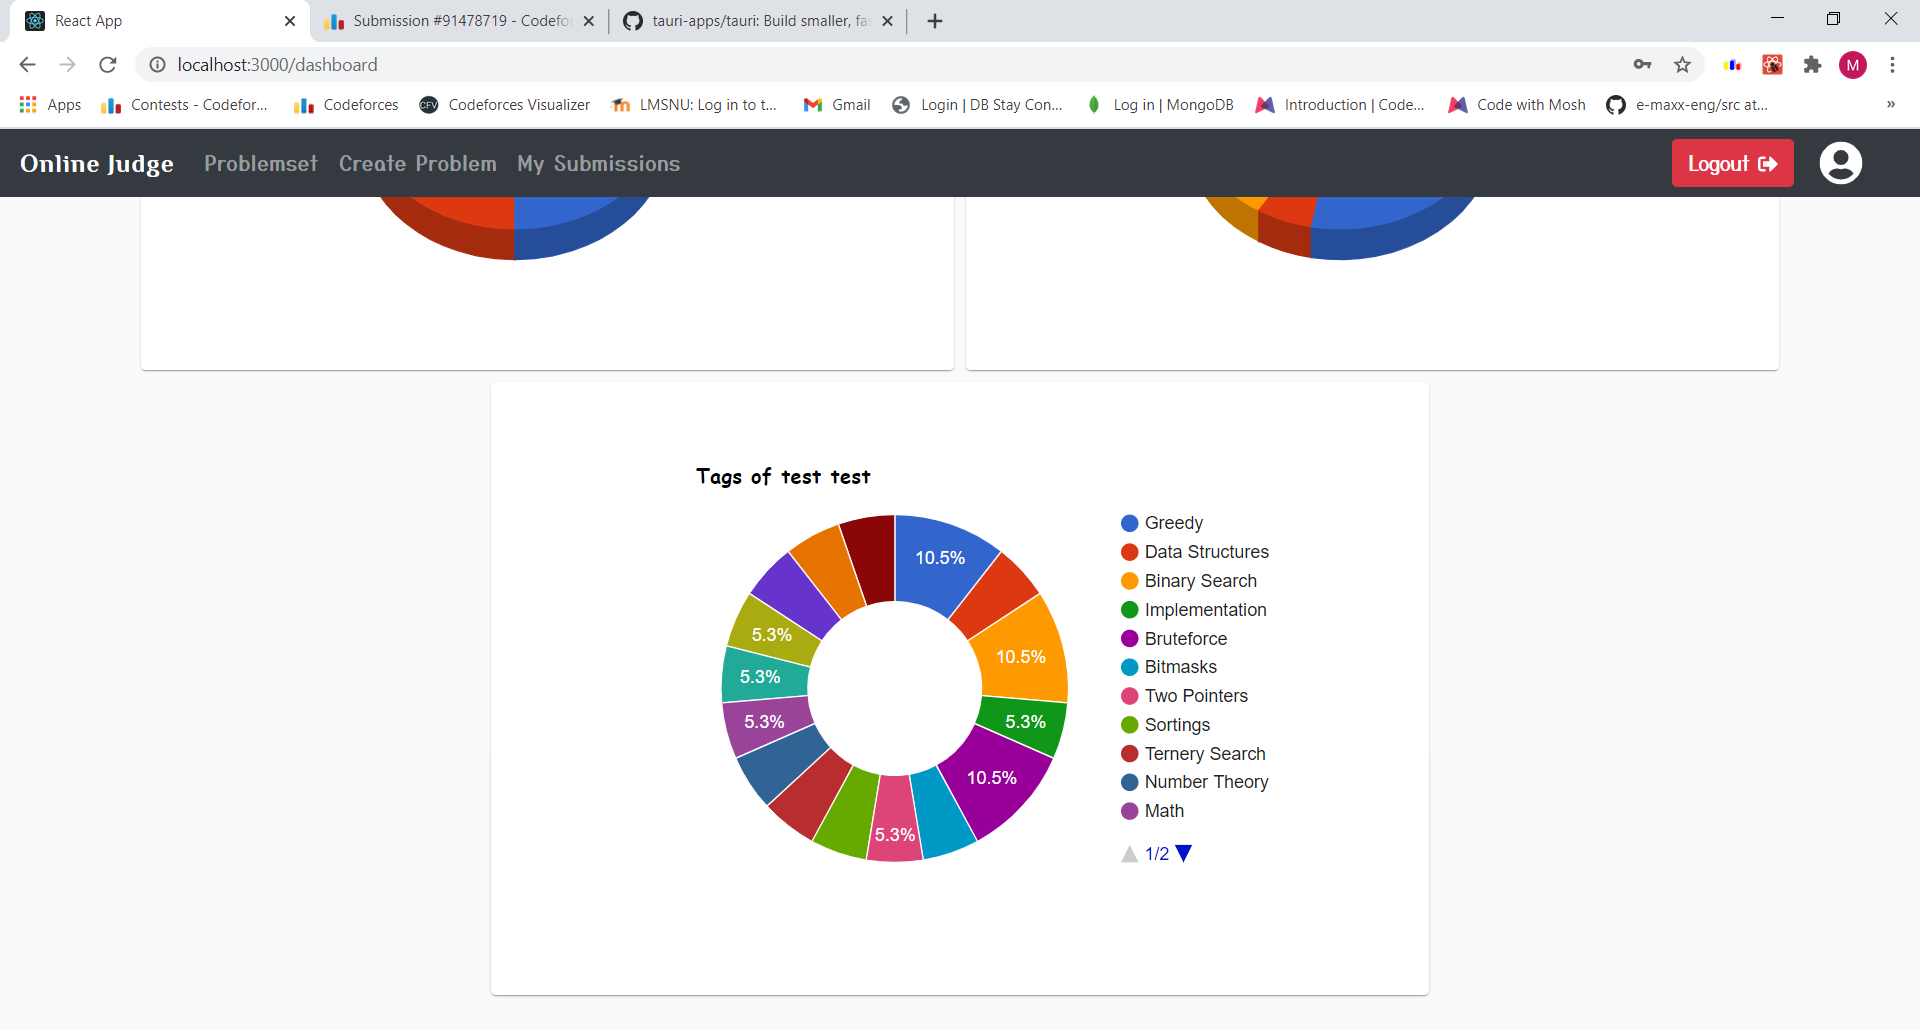 React App
Submission #91478719 - Codefo
tauri-apps/tauri: Build smaller, fas
localhost:3000/dashboard
M
Apps
Contests - Codefor...
Codeforces
CFV
Codeforces Visualizer
LMSNU: Log in to t...
Gmail
Login | DB Stay Con...
Log in | MongoDB
Introduction | Code...
Code with Mosh
e-maxx-eng/src at...
»
Online Judge
Problemset
Create Problem
My Submissions
Logout
Tags of test test
10.5%
10.5%
5.3%
10.5%
5.3%
5.3%
5.3%
5.3%
Greedy
Data Structures
Binary Search
Implementation
Bruteforce
Bitmasks
Two Pointers
Sortings
Ternery Search
Number Theory
Math
1/2